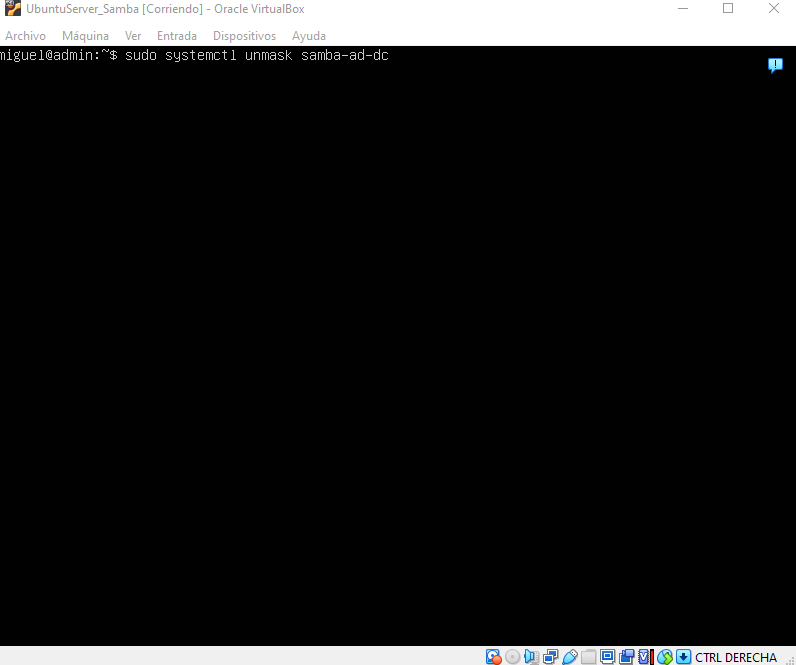 UbuntuServer_Samba [Corriendo] - Oracle VirtualBox
Archivo Máquina Ver Entrada Dispositivos Ayuda
miguel@admin:~$ sudo systemctl unmask samba-ad-dc
CTRL DERECHA